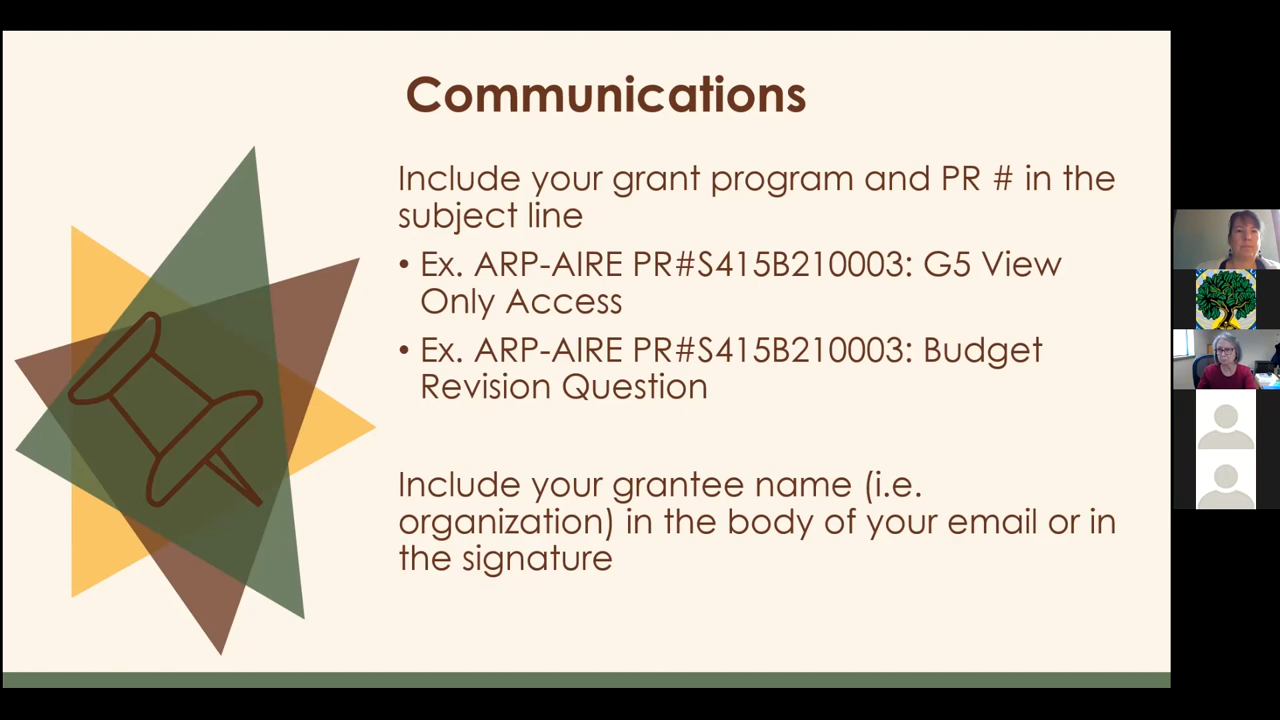 Communications
Include your grant program and PR # in the
subject line
• Ex. ARP-AIRE PR#S415B210003: G5 View
Only Access
• Ex. ARP-AIRE PR#S415B210003: Budget
Revision Question
Include your grantee name (i.e.
organization) in the body of your email or in
the signature